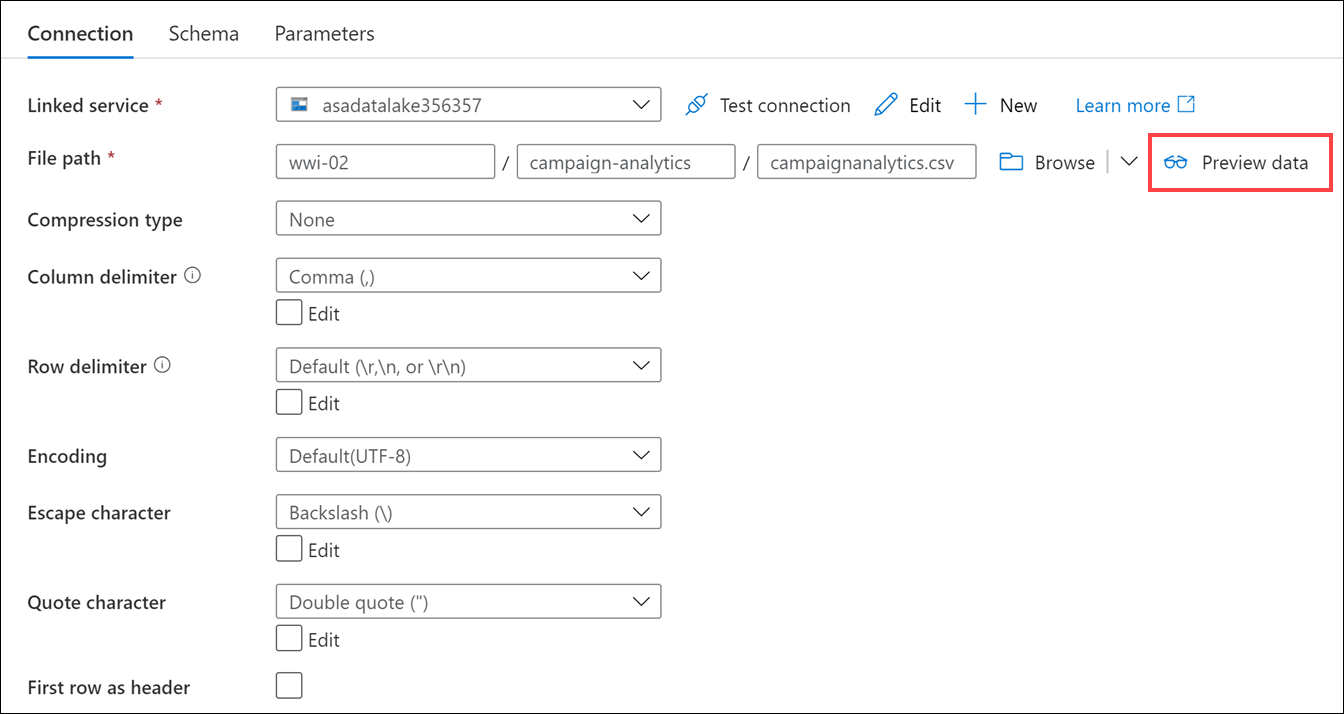 Connection Schema Parameters
Linked service * asadatalake356357 Test connection Edit New Learn more
File path * wwi-02 / campaign-analytics / campaignanalytics.csv Browse Preview data
Compression type None
Column delimiter Comma (,)
Edit
Row delimiter Default (\r,\n, or \r\n)
Edit
Encoding Default(UTF-8)
Escape character Backslash (\)
Edit
Quote character Double quote (")
Edit
First row as header